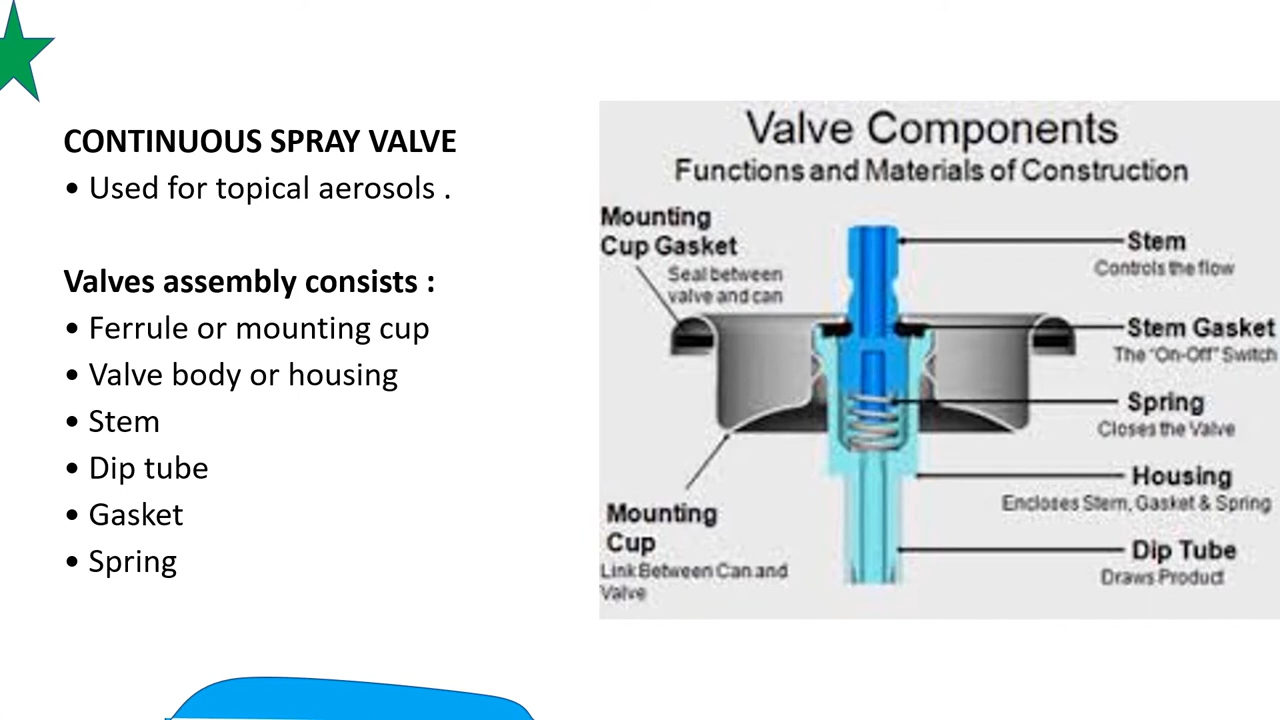 CONTINUOUS SPRAY VALVE
• Used for topical aerosols .
Valves assembly consists :
• Ferrule or mounting cup
• Valve body or housing
• Stem
• Dip tube
• Gasket
• Spring
Valve Components
Functions and Materials of Construction
Mounting
Cup Gasket
Seal between
valve and can
Stem
Controls the flow
Stem Gasket
The "On-Off" Switch
Spring
Closes the Valve
Housing
Encloses Stem, Gasket & Spring
Mounting
Cup
Link Between Can and
Valve
Dip Tube
Draws Product